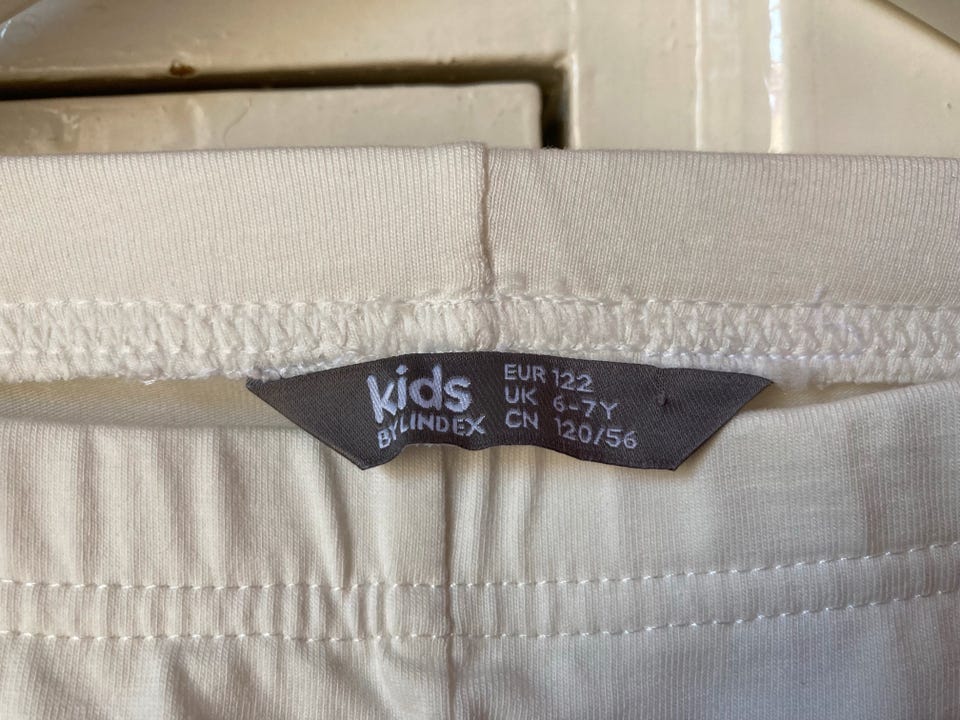 kids
BY LINDEX
EUR 122
UK 6-7Y
CN 120/56